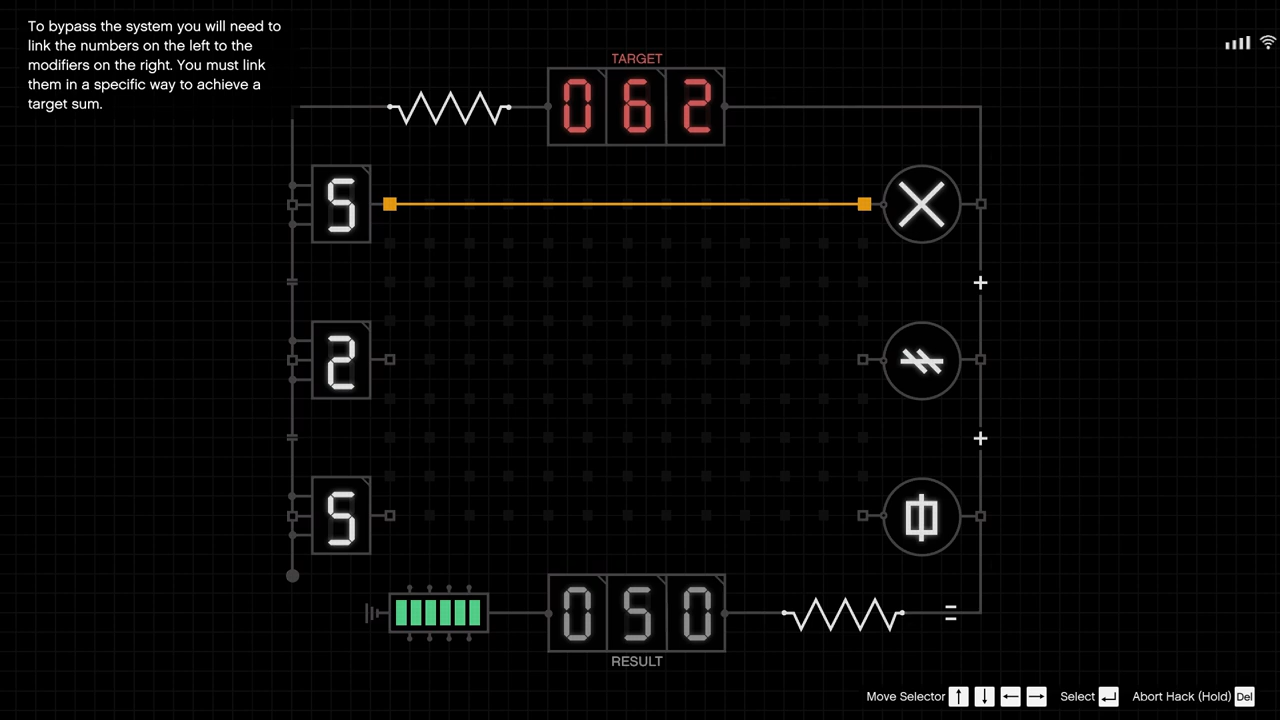 To bypass the system you will need to
link the numbers on the left to the
modifiers on the right. You must link
them in a specific way to achieve a
target sum.
TARGET
062
5
2
5
050
RESULT
Move Selector ↑ ↓ ← → Select ↵ Abort Hack (Hold) Del